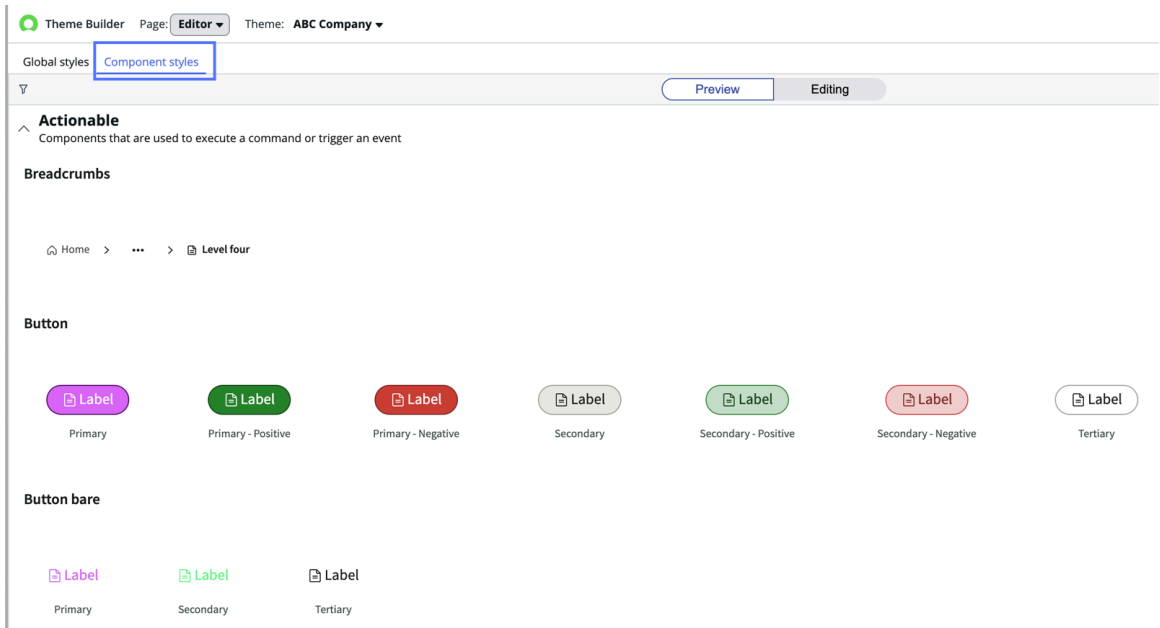 Theme Builder Page: Editor Theme: ABC Company
Global styles Component styles
Preview Editing
Actionable
Components that are used to execute a command or trigger an event
Breadcrumbs
Home > ••• > Level four
Button
Label Label Label Label Label Label Label
Primary Primary - Positive Primary - Negative Secondary Secondary - Positive Secondary - Negative Tertiary
Button bare
Label Label Label
Primary Secondary Tertiary